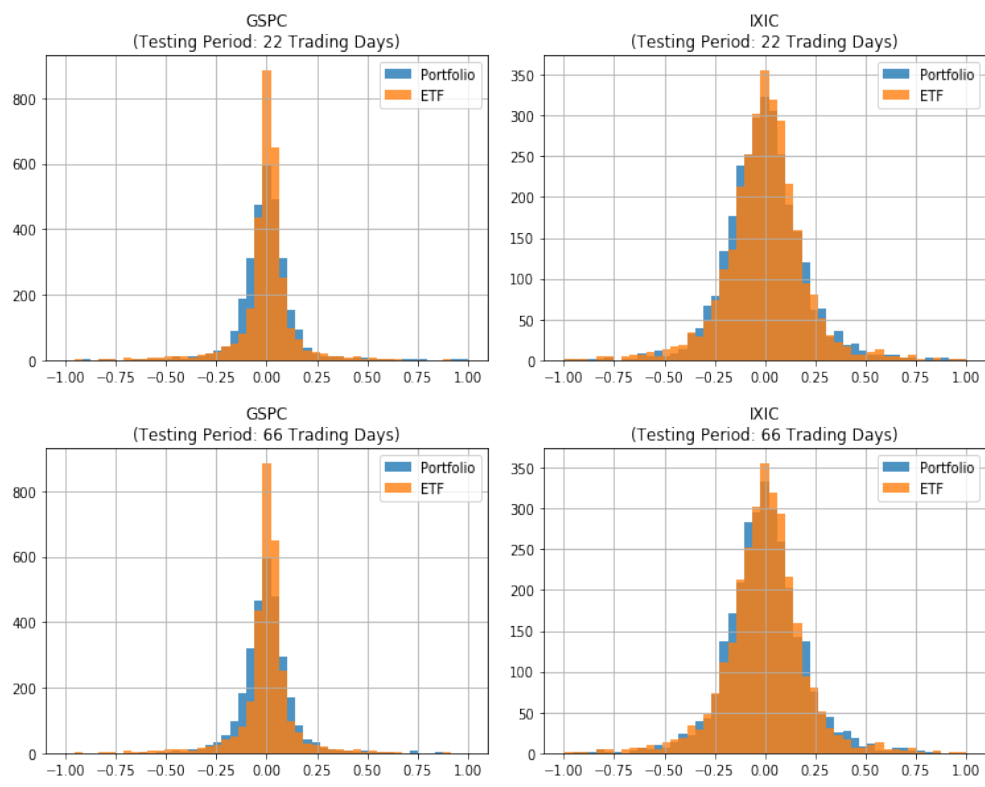 GSPC
(Testing Period: 22 Trading Days)
Portfolio
ETF
800
600
400
200
0
−1.00 −0.75 −0.50 −0.25 0.00 0.25 0.50 0.75 1.00
IXIC
(Testing Period: 22 Trading Days)
Portfolio
ETF
350
300
250
200
150
100
50
0
−1.00 −0.75 −0.50 −0.25 0.00 0.25 0.50 0.75 1.00
GSPC
(Testing Period: 66 Trading Days)
Portfolio
ETF
800
600
400
200
0
−1.00 −0.75 −0.50 −0.25 0.00 0.25 0.50 0.75 1.00
IXIC
(Testing Period: 66 Trading Days)
Portfolio
ETF
350
300
250
200
150
100
50
0
−1.00 −0.75 −0.50 −0.25 0.00 0.25 0.50 0.75 1.00